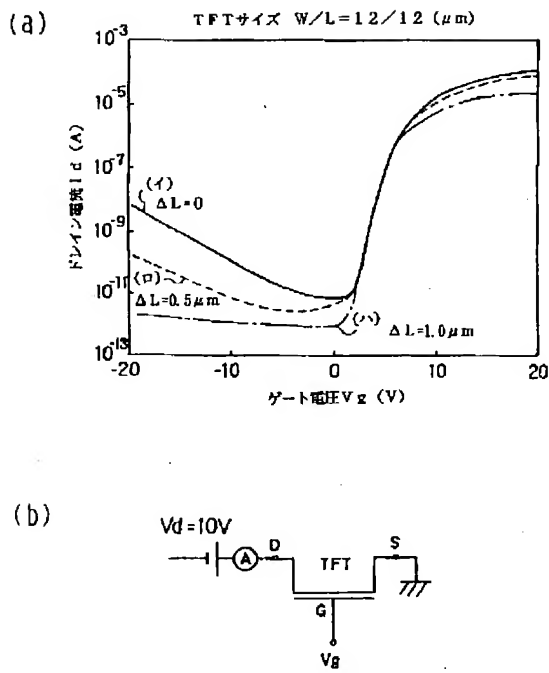 (a)
TFTサイズ W/L=12/12 (μm)
10-3
10-5
10-7
10-9
10-11
10-13
ドレイン電流Id (A)
(イ)
ΔL=0
(ロ)
ΔL=0.5μm
(ハ)
ΔL=1.0μm
-20
-10
0
10
20
ゲート電圧Vg (V)
(b)
Vd=10V
A
D
TFT
S
G
Vg